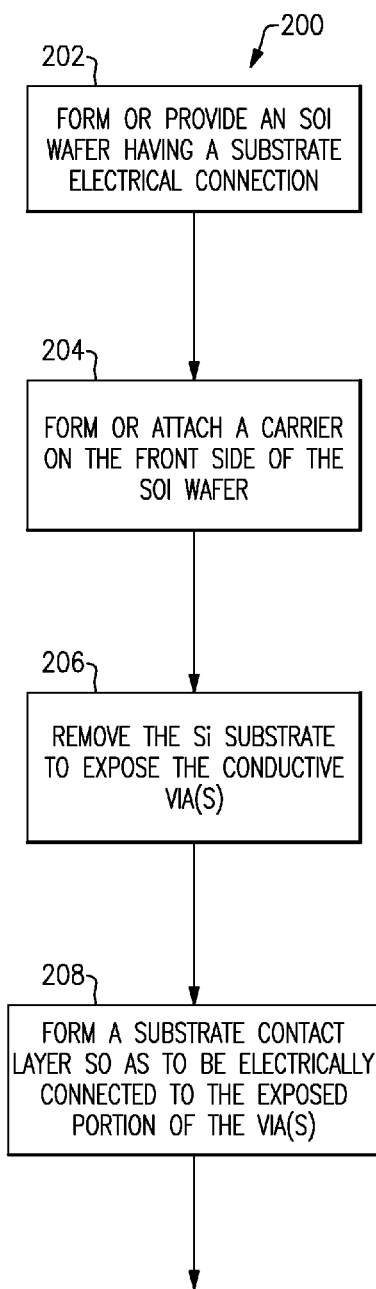 200
202
FORM OR PROVIDE AN SOI
WAFER HAVING A SUBSTRATE
ELECTRICAL CONNECTION
204
FORM OR ATTACH A CARRIER
ON THE FRONT SIDE OF THE
SOI WAFER
206
REMOVE THE Si SUBSTRATE
TO EXPOSE THE CONDUCTIVE
VIA(S)
208
FORM A SUBSTRATE CONTACT
LAYER SO AS TO BE ELECTRICALLY
CONNECTED TO THE EXPOSED
PORTION OF THE VIA(S)